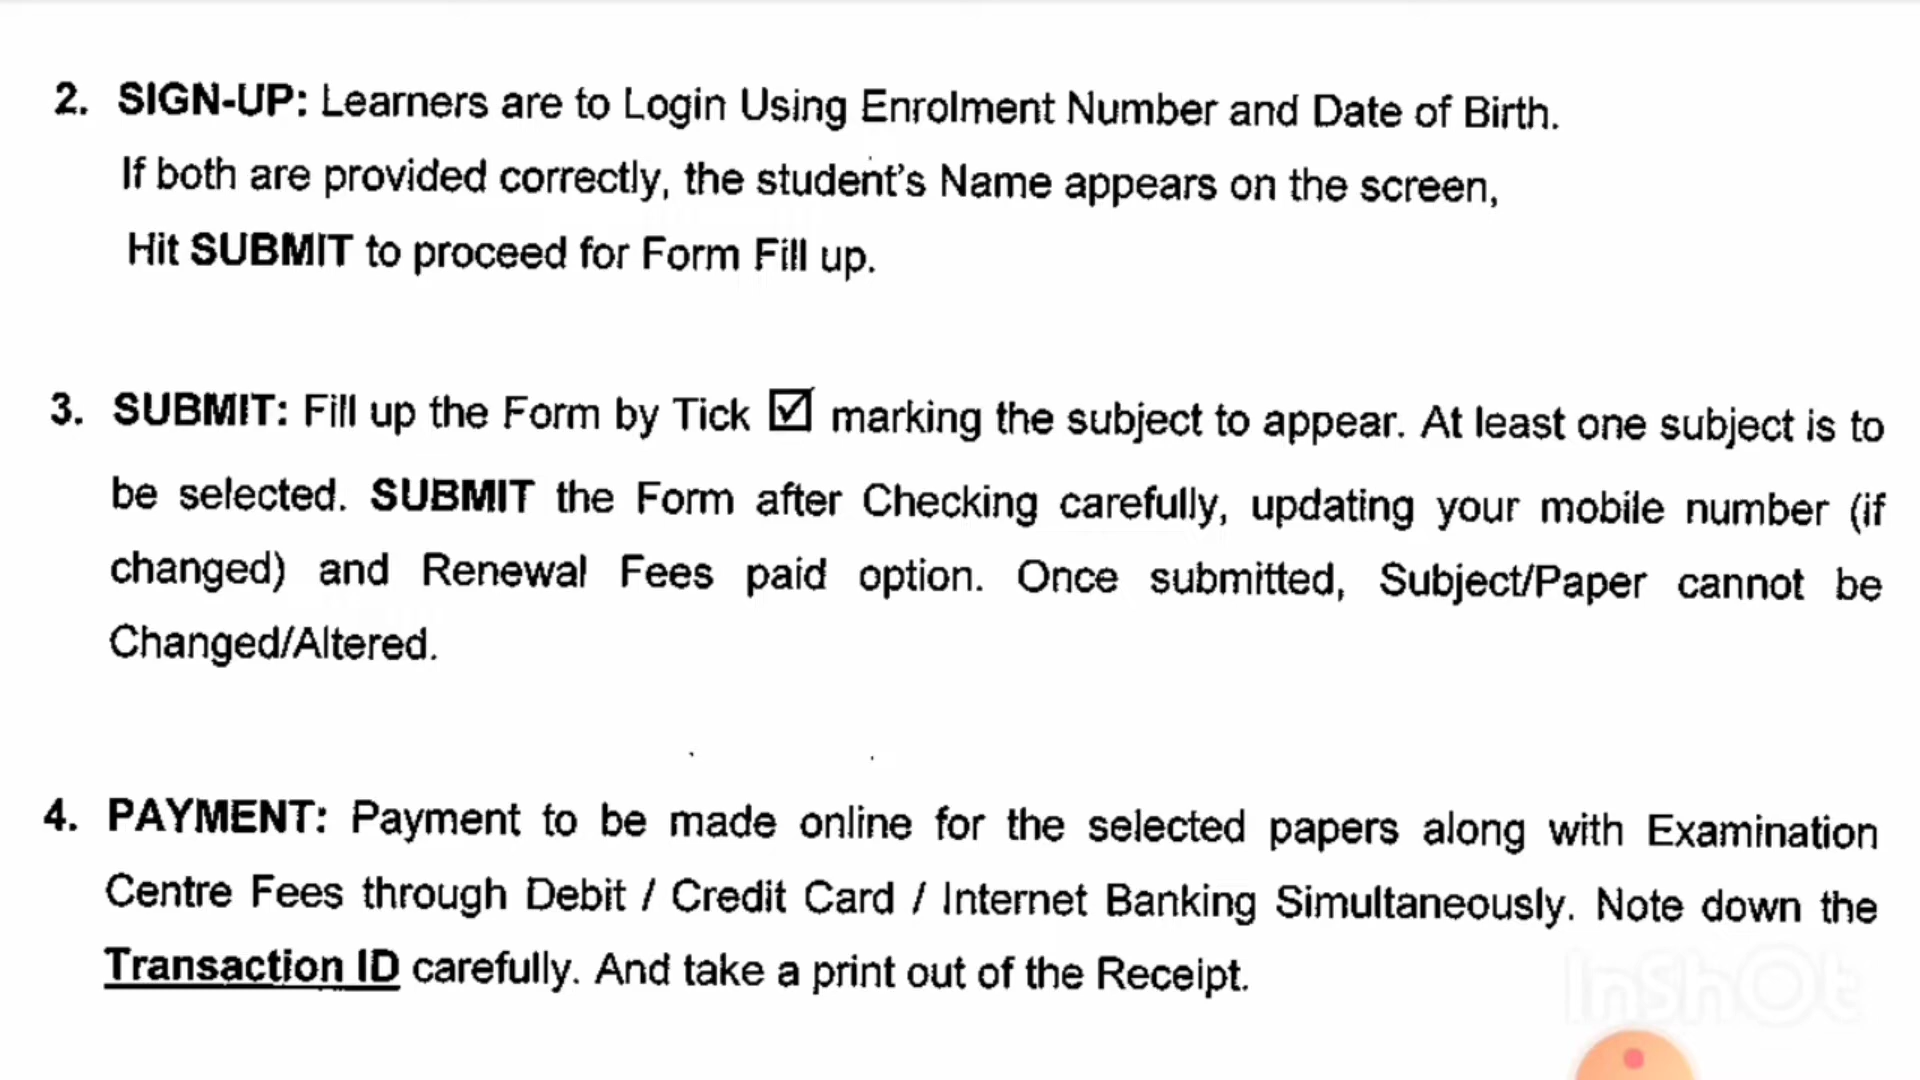 2. SIGN-UP: Learners are to Login Using Enrolment Number and Date of Birth.
If both are provided correctly, the student's Name appears on the screen,
Hit SUBMIT to proceed for Form Fill up.
3. SUBMIT: Fill up the Form by Tick ☑ marking the subject to appear. At least one subject is to
be selected. SUBMIT the Form after Checking carefully, updating your mobile number (if
changed) and Renewal Fees paid option. Once submitted, Subject/Paper cannot be
Changed/Altered.
4. PAYMENT: Payment to be made online for the selected papers along with Examination
Centre Fees through Debit / Credit Card / Internet Banking Simultaneously. Note down the
Transaction ID carefully. And take a print out of the Receipt.
InShOt